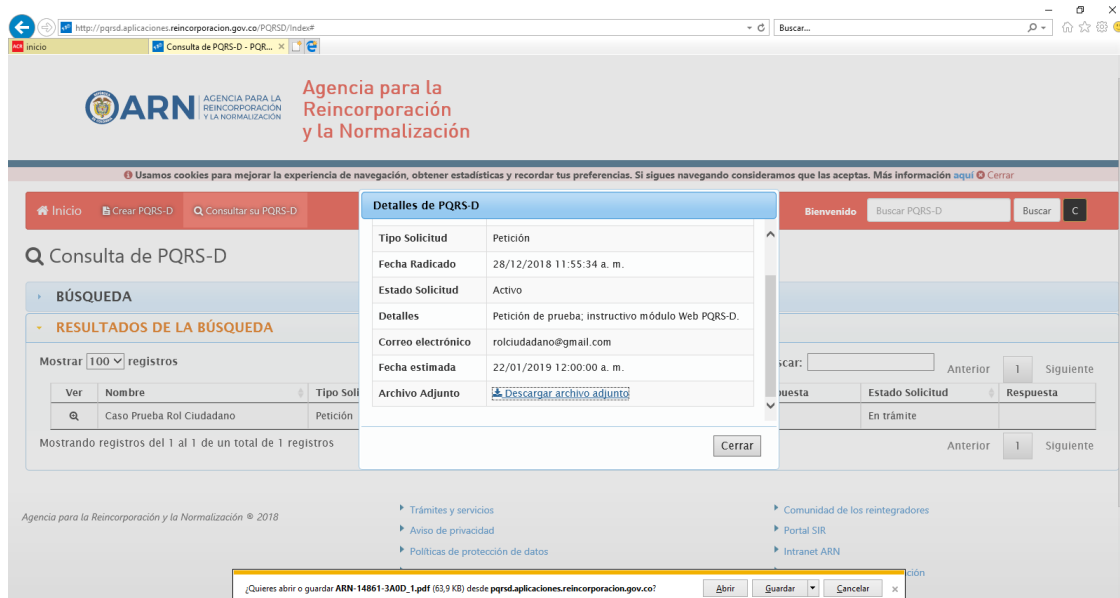 http://pqrsd.aplicaciones.reincorporacion.gov.co/PQRSD/Index#
Buscar...
ACR inicio
Consulta de PQRS-D - PQR...
ARN
AGENCIA PARA LA
REINCORPORACIÓN
Y LA NORMALIZACIÓN
Agencia para la
Reincorporación
y la Normalización
Usamos cookies para mejorar la experiencia de navegación, obtener estadísticas y recordar tus preferencias. Si sigues navegando consideramos que las aceptas. Más información aquí Cerrar
Inicio Crear PQRS-D Consultar su PQRS-D
Bienvenido Buscar PQRS-D Buscar C
Detalles de PQRS-D
Tipo Solicitud Petición
Fecha Radicado 28/12/2018 11:55:34 a. m.
Estado Solicitud Activo
Detalles Petición de prueba; instructivo módulo Web PQRS-D.
Correo electrónico rolciudadano@gmail.com
Fecha estimada 22/01/2019 12:00:00 a. m.
Archivo Adjunto Descargar archivo adjunto
Cerrar
Consulta de PQRS-D
BÚSQUEDA
RESULTADOS DE LA BÚSQUEDA
Mostrar 100 registros
scar: Anterior 1 Siguiente
Ver Nombre Tipo Soli puesta Estado Solicitud Respuesta
Caso Prueba Rol Ciudadano Petición En trámite
Mostrando registros del 1 al 1 de un total de 1 registros
Anterior 1 Siguiente
Agencia para la Reincorporación y la Normalización ® 2018
Trámites y servicios
Aviso de privacidad
Políticas de protección de datos
Comunidad de los reintegradores
Portal SIR
Intranet ARN
ción
¿Quieres abrir o guardar ARN-14861-3A0D_1.pdf (63,9 KB) desde pqrsd.aplicaciones.reincorporacion.gov.co?
Abrir Guardar Cancelar